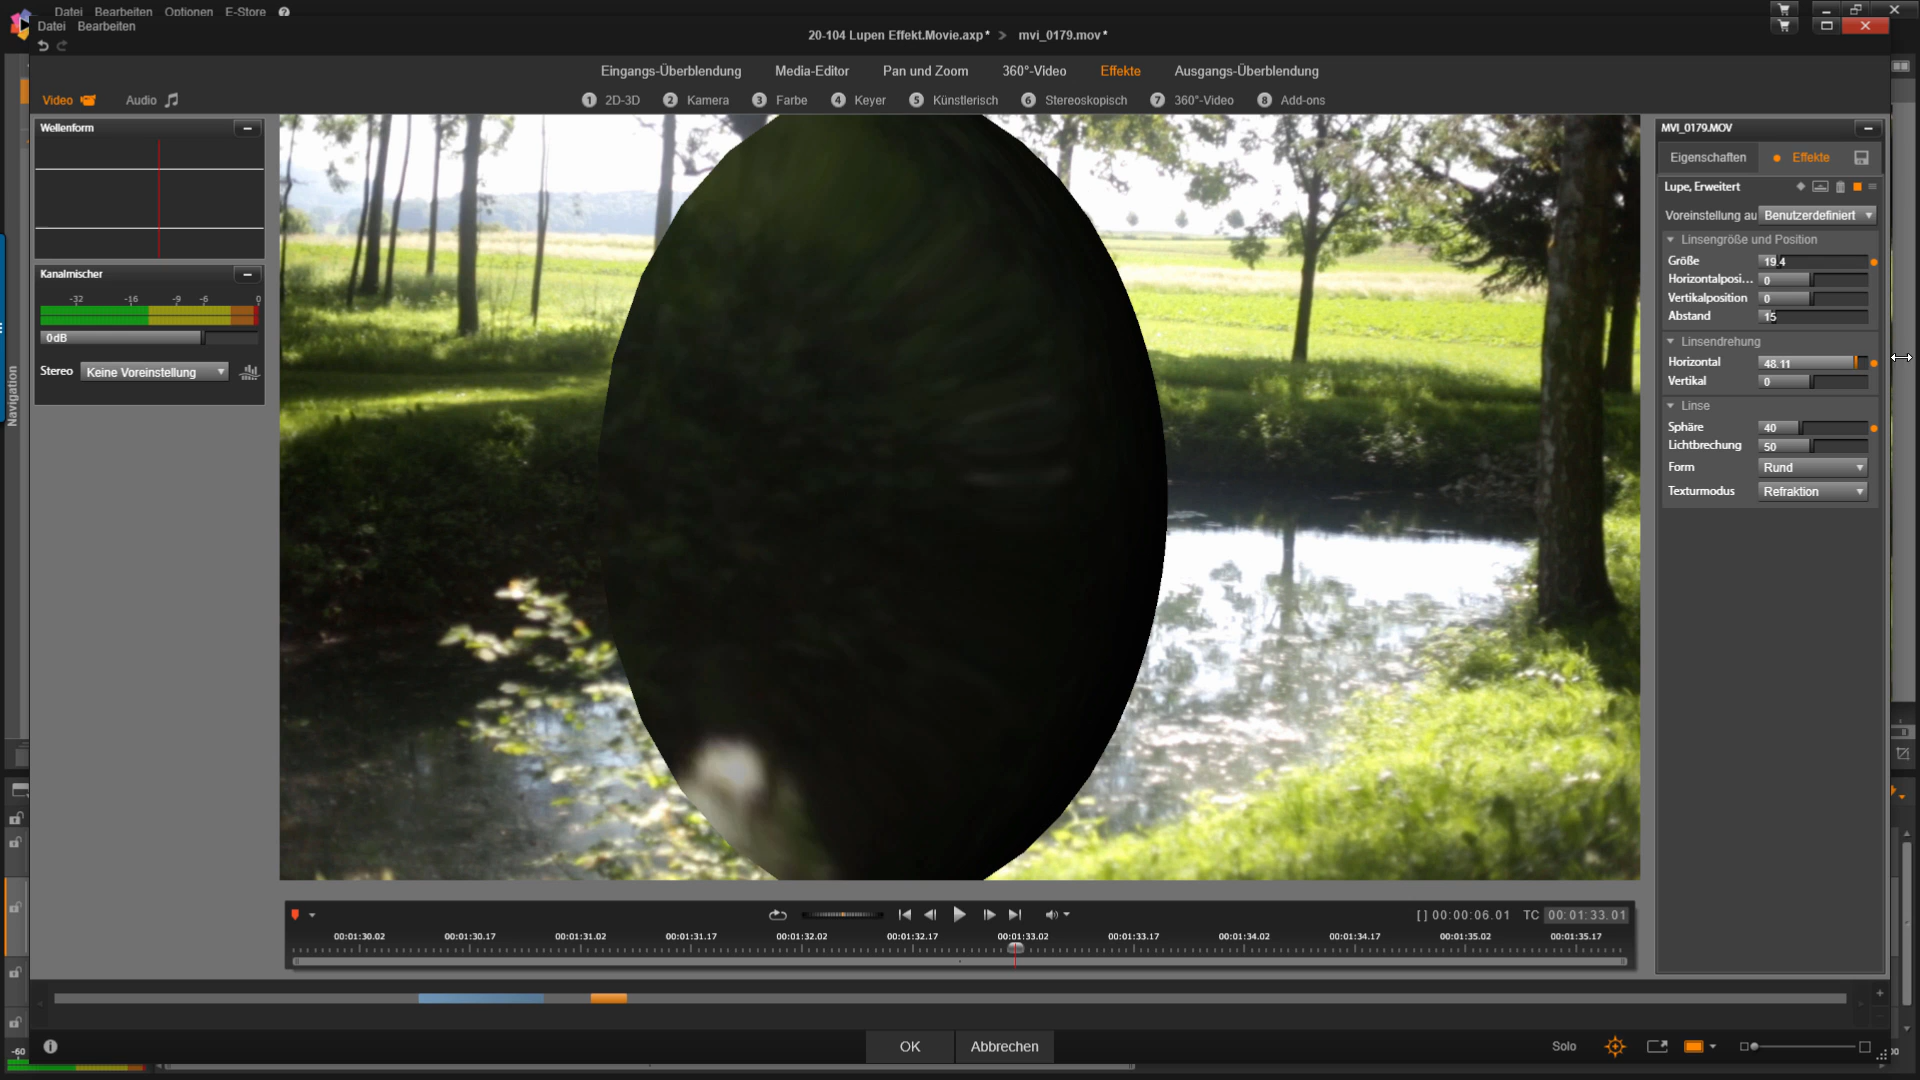 Datei Bearbeiten Optionen E-Store ?
Datei Bearbeiten
20-104 Lupen Effekt.Movie.axp* > mvi_0179.mov*
Eingangs-Überblendung Media-Editor Pan und Zoom 360°-Video Effekte Ausgangs-Überblendung
Video Audio
1 2D-3D 2 Kamera 3 Farbe 4 Keyer 5 Künstlerisch 6 Stereoskopisch 7 360°-Video 8 Add-ons
Wellenform
Kanalmischer
-32 -16 -9 -6 0
0dB
Stereo Keine Voreinstellung
Navigation
MVI_0179.MOV
Eigenschaften Effekte
Lupe, Erweitert
Voreinstellung au Benutzerdefiniert
Linsengröße und Position
Größe 19.4
Horizontalposi... 0
Vertikalposition 0
Abstand 15
Linsendrehung
Horizontal 48.11
Vertikal 0
Linse
Sphäre 40
Lichtbrechung 50
Form Rund
Texturmodus Refraktion
[ ] 00:00:06.01 TC 00:01:33.01
00:01:30.02 00:01:30.17 00:01:31.02 00:01:31.17 00:01:32.02 00:01:32.17 00:01:33.02 00:01:33.17 00:01:34.02 00:01:34.17 00:01:35.02 00:01:35.17
OK Abbrechen
Solo
-60